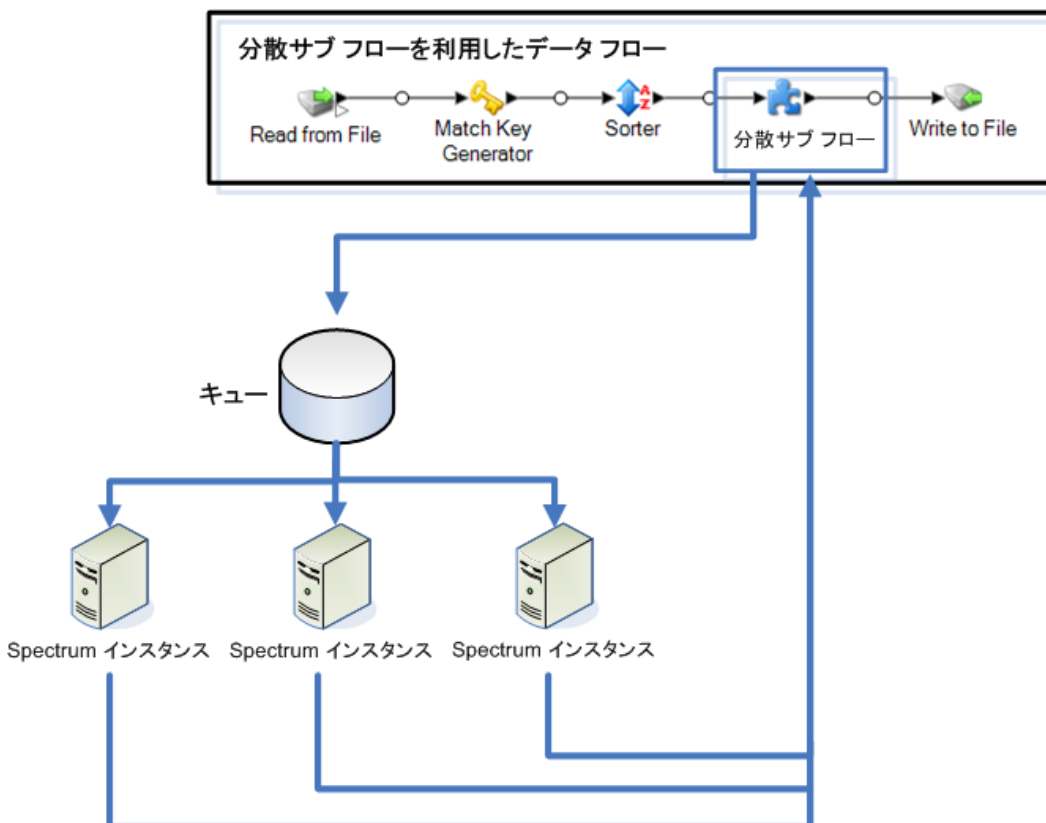 分散サブ フローを利用したデータ フロー
Read from File
Match Key
Generator
Sorter
分散サブ フロー
Write to File
キュー
Spectrum インスタンス
Spectrum インスタンス
Spectrum インスタンス